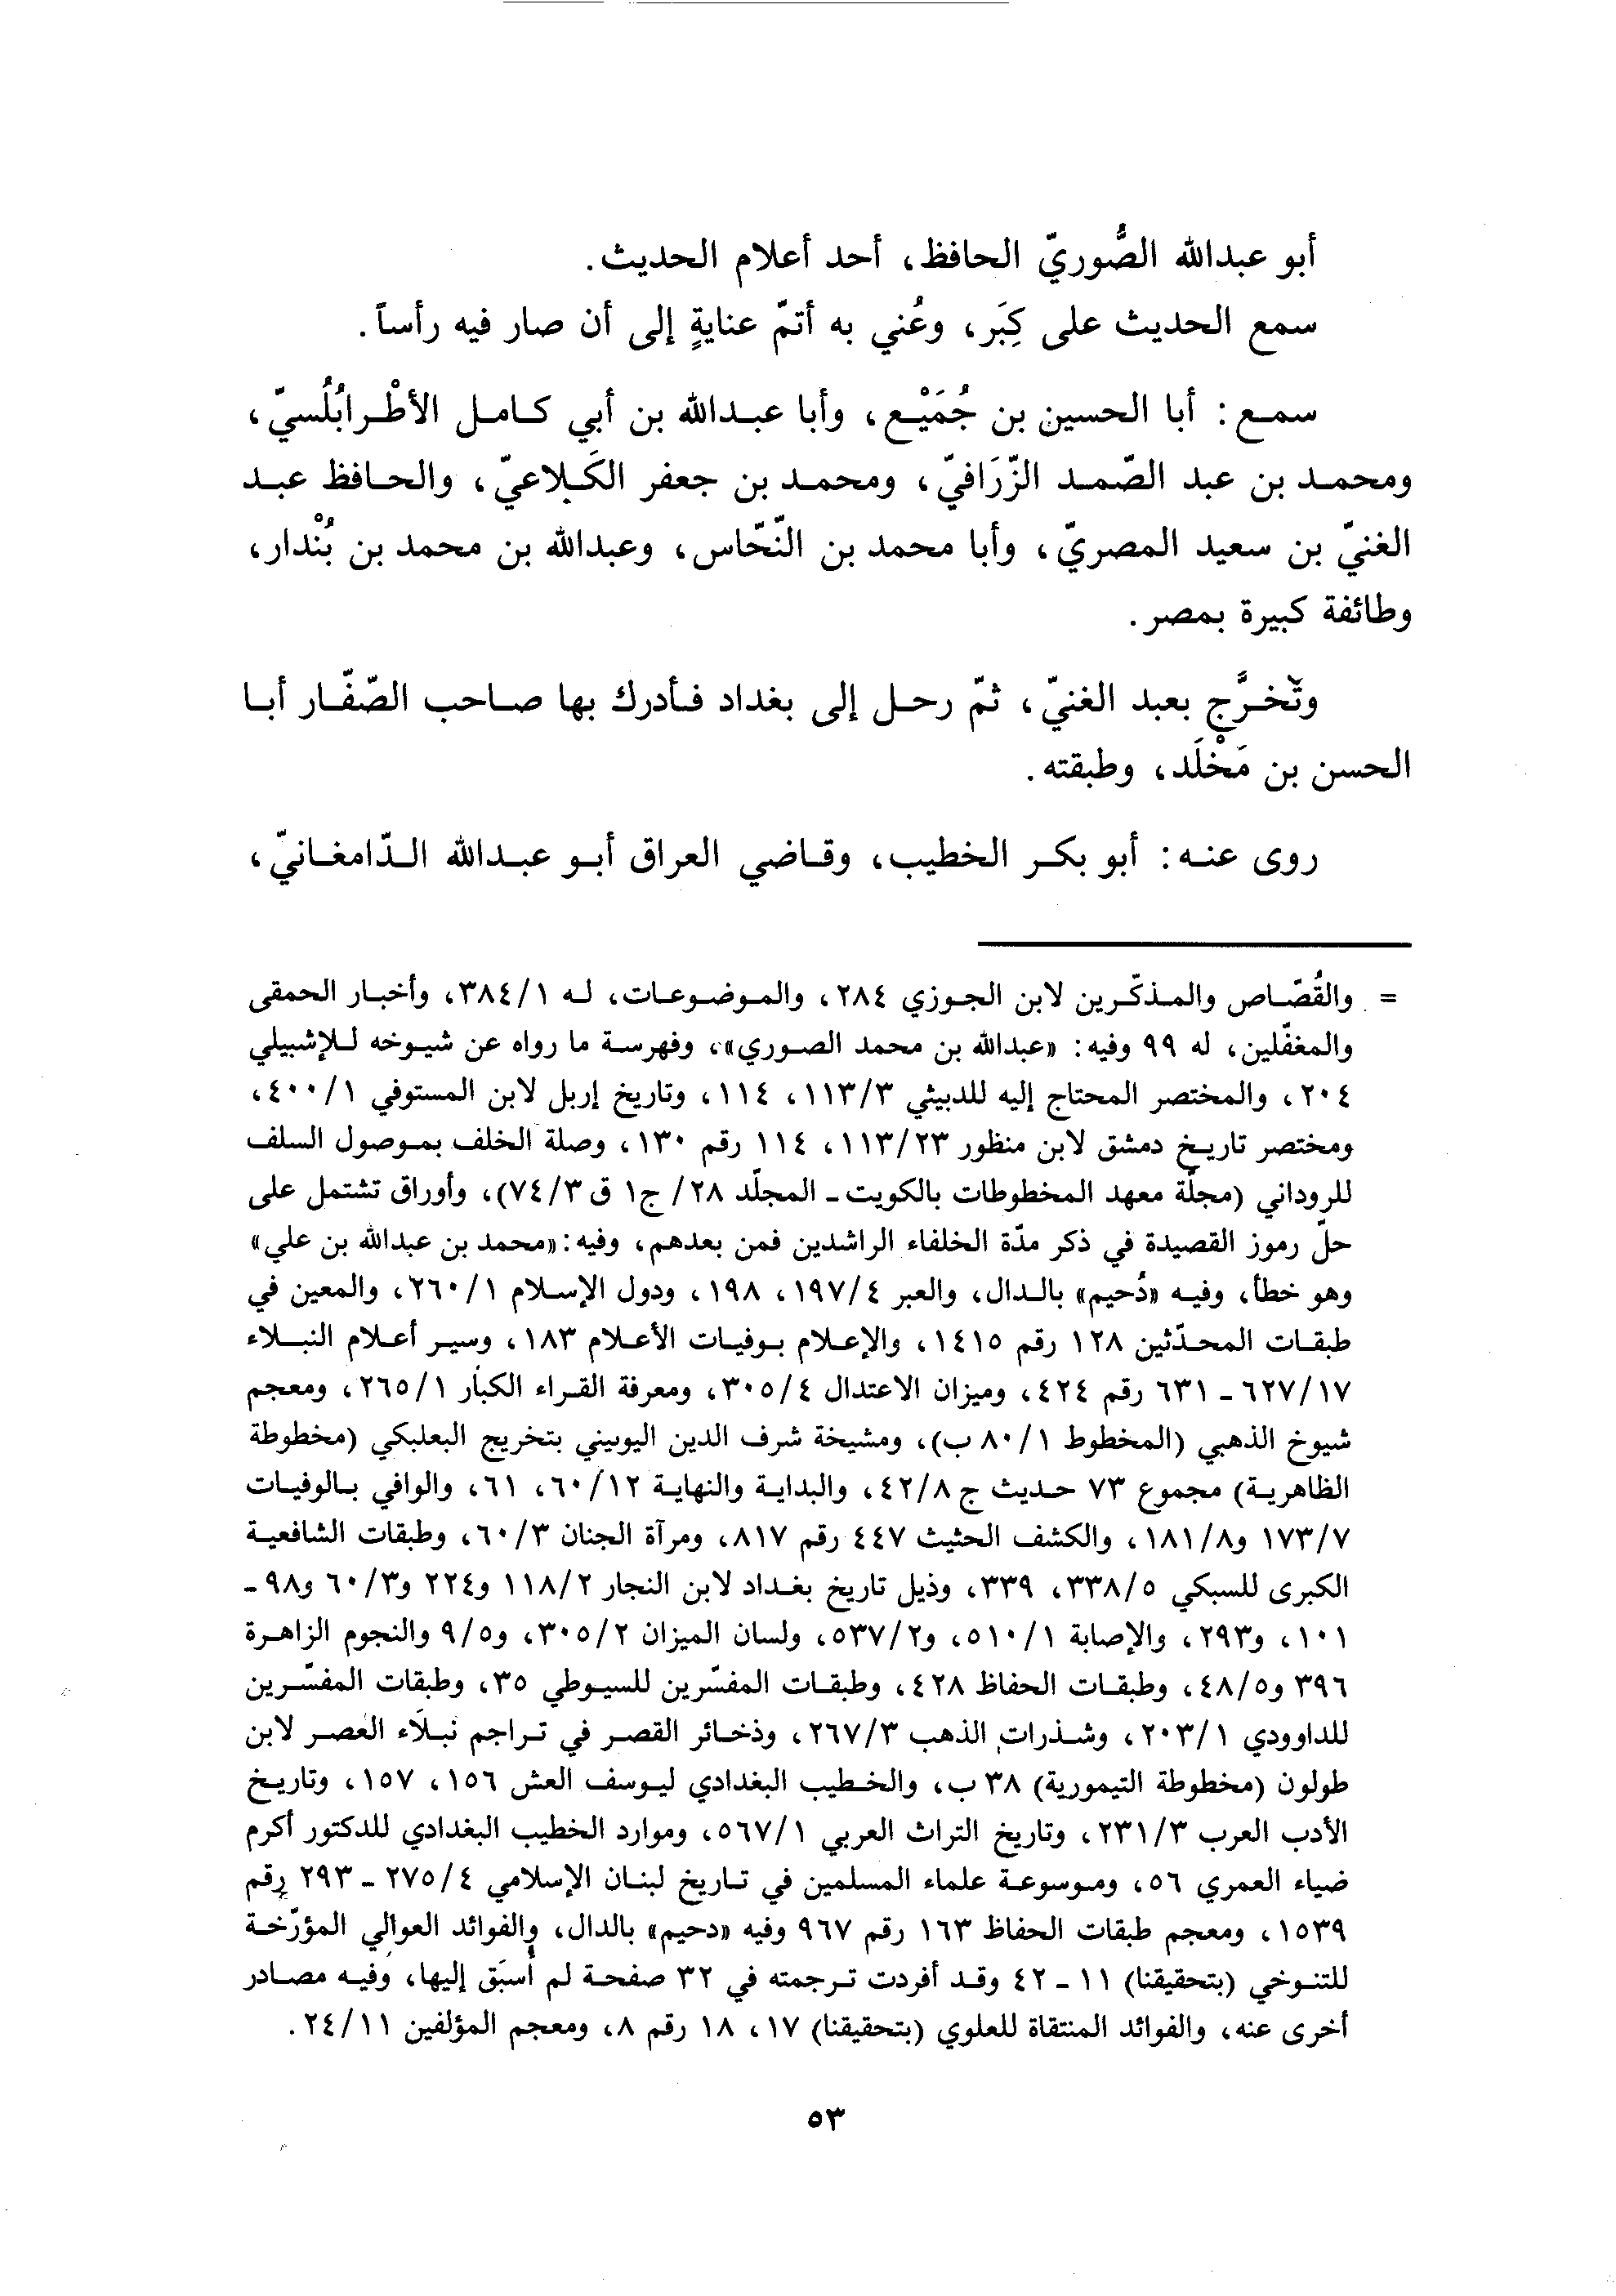 أبو عبدالله الصُّوريّ الحافظ، أحد أعلام الحديث.
سمع الحديث على كِبَر، وعُني به أتمّ عنايةٍ إلى أن صار فيه رأساً.
سمع: أبا الحسين بن جُمَيْع، وأبا عبدالله بن أبي كامل الأطْرابُلُسيّ،
ومحمد بن عبد الصّمد الزّرَافيّ، ومحمد بن جعفر الكَلاعيّ، والحافظ عبد
الغنيّ بن سعيد المصريّ، وأبا محمد بن النّحّاس، وعبدالله بن محمد بن بُنْدار،
وطائفة كبيرة بمصر.
وتّخرَّج بعبد الغنيّ، ثمّ رحل إلى بغداد فأدرك بها صاحب الصّفّار أبا
الحسن بن مَخْلَد، وطبقته.
روى عنه: أبو بكر الخطيب، وقاضي العراق أبو عبدالله الدّامغانيّ،
= والقُصّاص والمذكّرين لابن الجوزي ٢٨٤، والموضوعات، له ٣٨٤/١، وأخبار الحمقى
والمغفّلين، له ٩٩ وفيه: «عبدالله بن محمد الصوري»، وفهرسة ما رواه عن شيوخه للإشبيلي
٢٠٤، والمختصر المحتاج إليه للدبيثي ١١٣/٣، ١١٤، وتاريخ إربل لابن المستوفي ٤٠٠/١،
ومختصر تاريخ دمشق لابن منظور ١١٣/٢٣، ١١٤ رقم ١٣٠، وصلة الخلف بموصول السلف
للروداني (مجلّة معهد المخطوطات بالكويت ـ المجلّد ٢٨/ ج١ ق ٧٤/٣)، وأوراق تشتمل على
حلّ رموز القصيدة في ذكر مدّة الخلفاء الراشدين فمن بعدهم، وفيه: «محمد بن عبدالله بن علي»
وهو خطأ، وفيه «دُحيم» بالدال، والعبر ١٩٧/٤، ١٩٨، ودول الإسلام ٢٦٠/١، والمعين في
طبقات المحدّثين ١٢٨ رقم ١٤١٥، والإعلام بوفيات الأعلام ١٨٣، وسير أعلام النبلاء
٦٢٧/١٧ ـ ٦٣١ رقم ٤٢٤، وميزان الاعتدال ٣٠٥/٤، ومعرفة القراء الكبار ٢٦٥/١، ومعجم
شيوخ الذهبي (المخطوط ٨٠/١ ب)، ومشيخة شرف الدين اليونيني بتخريج البعلبكي (مخطوطة
الظاهرية) مجموع ٧٣ حديث ج ٤٢/٨، والبداية والنهاية ٦٠/١٢، ٦١، والوافي بالوفيات
١٧٣/٧ و١٨١/٨، والكشف الحثيث ٤٤٧ رقم ٨١٧، ومرآة الجنان ٦٠/٣، وطبقات الشافعية
الكبرى للسبكي ٣٣٨/٥، ٣٣٩، وذيل تاريخ بغداد لابن النجار ١١٨/٢ و٢٢٤ و٦٠/٣ و٩٨ ـ
١٠١، و٢٩٣، والإصابة ٥١٠/١، و٥٣٧/٢، ولسان الميزان ٣٠٥/٢، و٩/٥ والنجوم الزاهرة
٣٩٦ و٤٨/٥، وطبقات الحفاظ ٤٢٨، وطبقات المفسّرين للسيوطي ٣٥، وطبقات المفسّرين
للداوودي ٢٠٣/١، وشذرات الذهب ٢٦٧/٣، وذخائر القصر في تراجم نبلاء العصر لابن
طولون (مخطوطة التيمورية) ٣٨ ب، والخطيب البغدادي ليوسف العش ١٥٦، ١٥٧، وتاريخ
الأدب العرب ٢٣١/٣، وتاريخ التراث العربي ٥٦٧/١، وموارد الخطيب البغدادي للدكتور أكرم
ضياء العمري ٥٦، وموسوعة علماء المسلمين في تاريخ لبنان الإسلامي ٢٧٥/٤ ـ ٢٩٣ رقم
١٥٣٩، ومعجم طبقات الحفاظ ١٦٣ رقم ٩٦٧ وفيه «دحيم» بالدال، والفوائد العوالي المؤرّخة
للتنوخي (بتحقيقنا) ١١ ـ ٤٢ وقد أفردت ترجمته في ٣٢ صفحة لم أُسبَق إليها، وفيه مصادر
أخرى عنه، والفوائد المنتقاة للعلوي (بتحقيقنا) ١٧، ١٨ رقم ٨، ومعجم المؤلفين ٢٤/١١.
٥٣